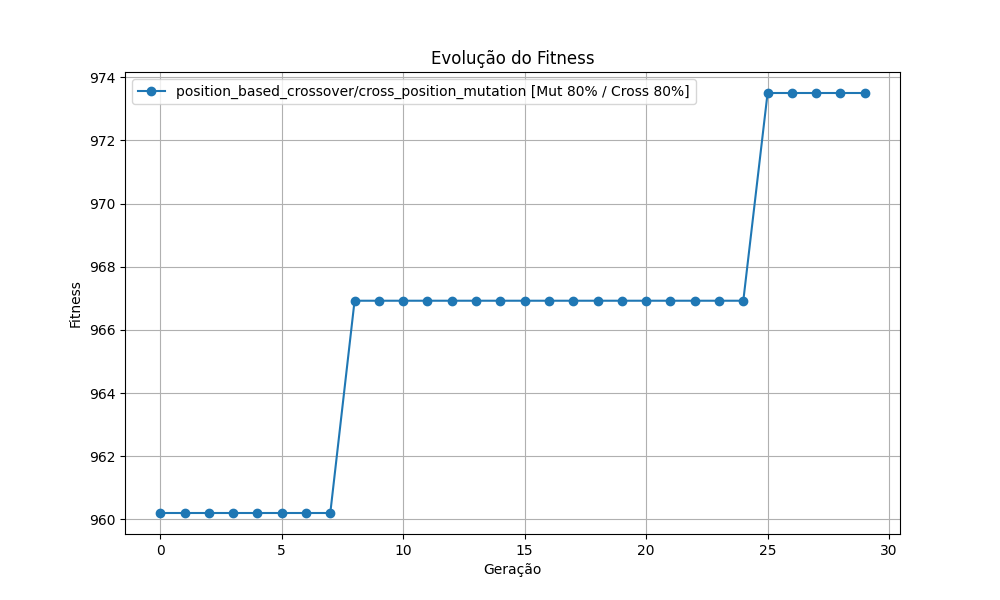 Evolução do Fitness
position_based_crossover/cross_position_mutation [Mut 80% / Cross 80%]
Fitness
974
972
970
968
966
964
962
960
0 5 10 15 20 25 30
Geração